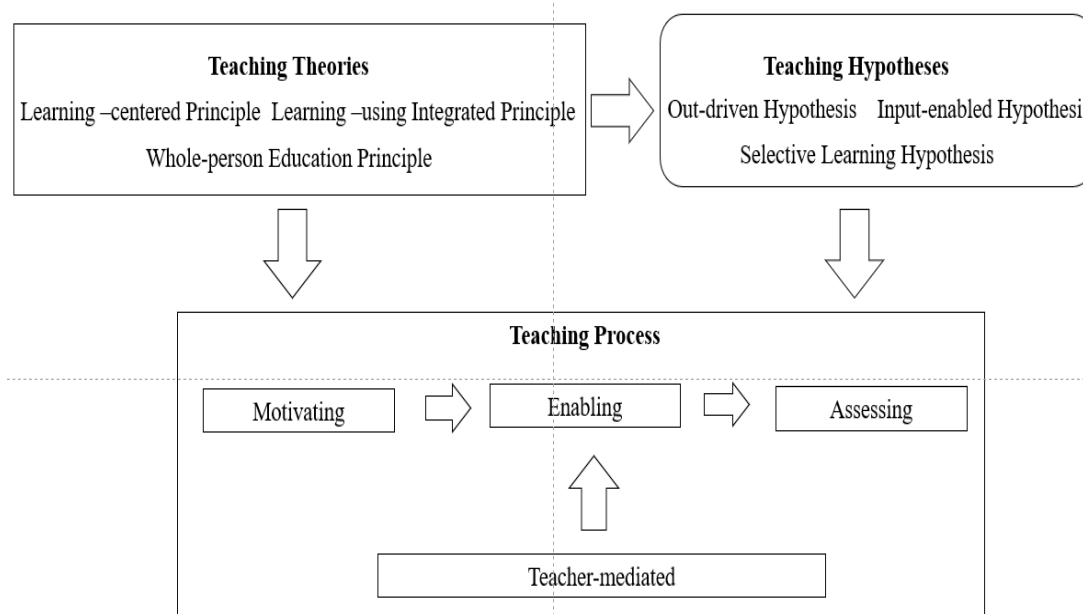 Teaching Theories
Learning –centered Principle Learning –using Integrated Principle
Whole-person Education Principle
Teaching Hypotheses
Out-driven Hypothesis Input-enabled Hypothesi
Selective Learning Hypothesis
Teaching Process
Motivating
Enabling
Assessing
Teacher-mediated